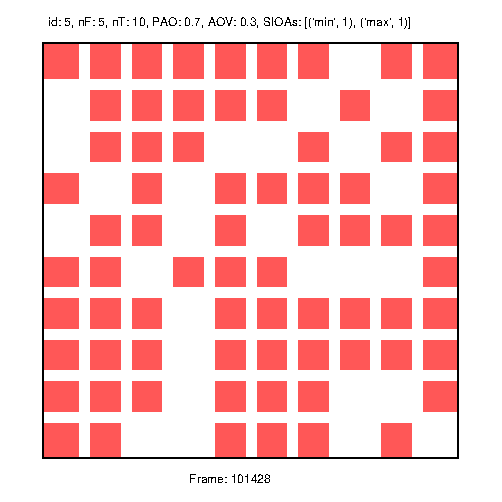 id: 5, nF: 5, nT: 10, PAO: 0.7, AOV: 0.3, SIOAs: [('min', 1), ('max', 1)]
Frame: 101428